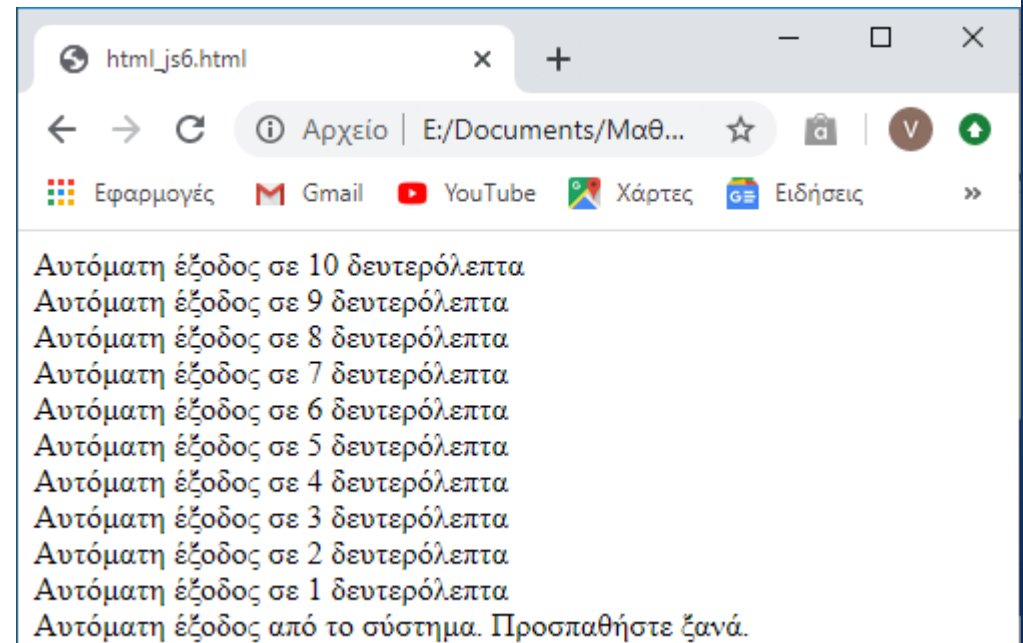 html_js6.html
Αρχείο | E:/Documents/Μαθ... V
Εφαρμογές Gmail YouTube Χάρτες GE Ειδήσεις »
Αυτόματη έξοδος σε 10 δευτερόλεπτα
Αυτόματη έξοδος σε 9 δευτερόλεπτα
Αυτόματη έξοδος σε 8 δευτερόλεπτα
Αυτόματη έξοδος σε 7 δευτερόλεπτα
Αυτόματη έξοδος σε 6 δευτερόλεπτα
Αυτόματη έξοδος σε 5 δευτερόλεπτα
Αυτόματη έξοδος σε 4 δευτερόλεπτα
Αυτόματη έξοδος σε 3 δευτερόλεπτα
Αυτόματη έξοδος σε 2 δευτερόλεπτα
Αυτόματη έξοδος σε 1 δευτερόλεπτα
Αυτόματη έξοδος από το σύστημα. Προσπαθήστε ξανά.